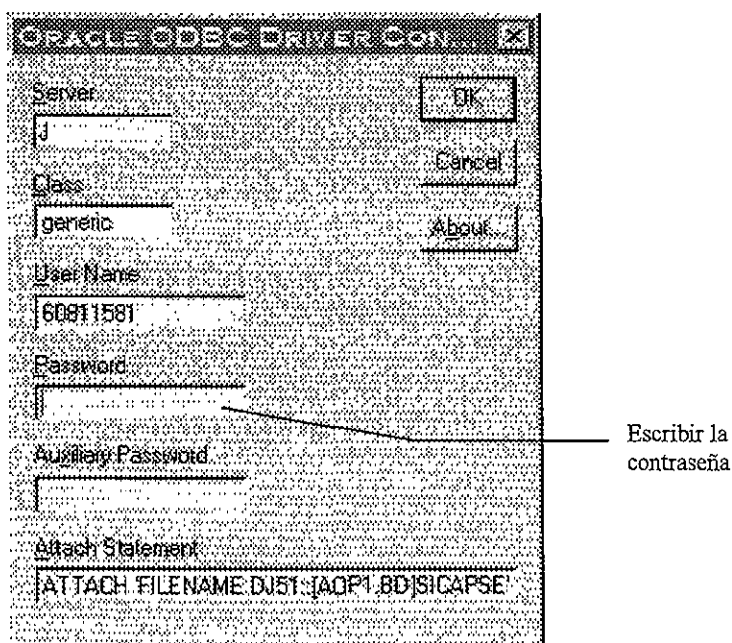 ORACLE ODBC DRIVER CON
Server
J
OK
Cancel
Class
generic
About...
User Name
60811581
Password
Escribir la
contraseña
Auxiliary Password
Attach Statement
'ATTACH FILENAME DJ51::[AOP1.BD]SICAPSE'